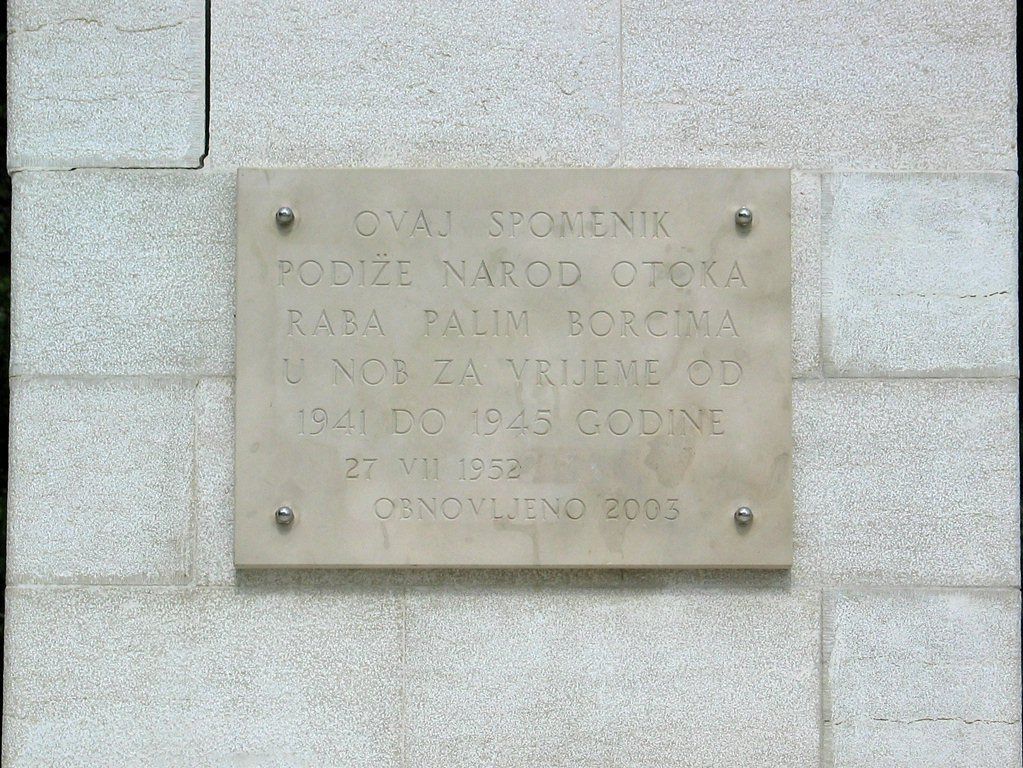 OVAJ SPOMENIK
PODIŽE NAROD OTOKA
RABA PALIM BORCIMA
U NOB ZA VRIJEME OD
1941 DO 1945 GODINE
27 VII 1952
OBNOVLJENO 2003